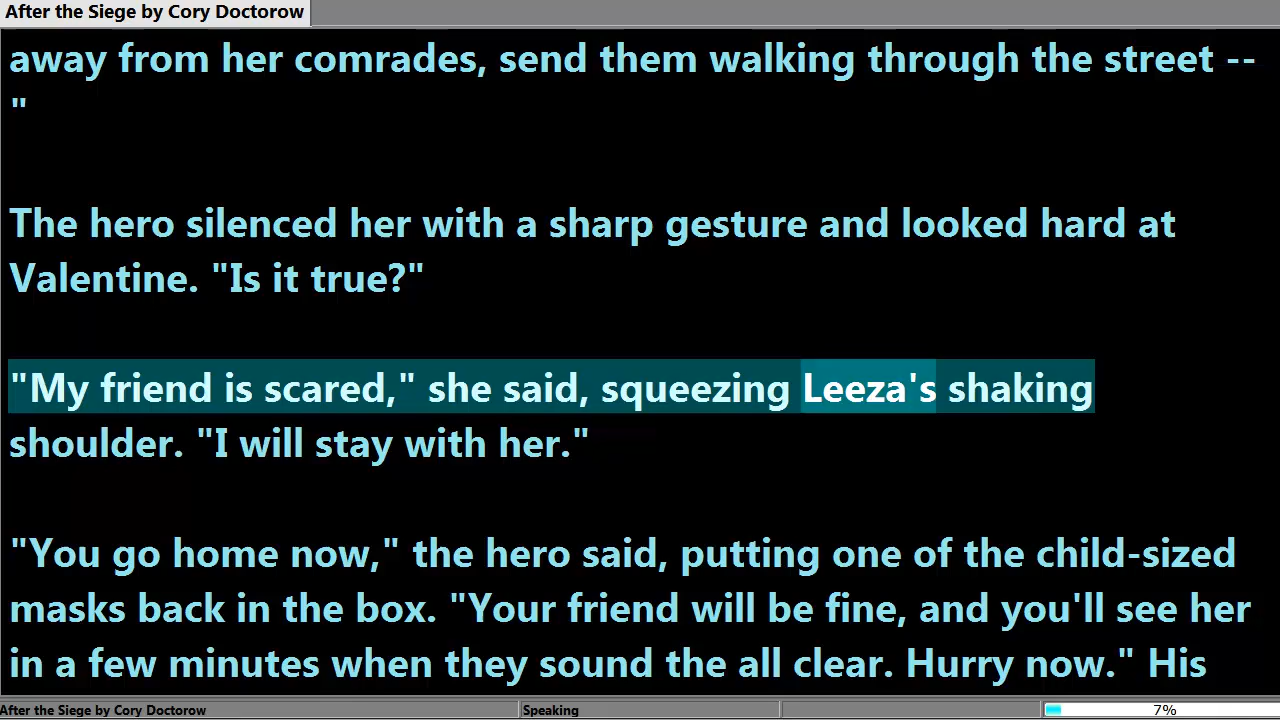 After the Siege by Cory Doctorow
away from her comrades, send them walking through the street --
"
The hero silenced her with a sharp gesture and looked hard at
Valentine. "Is it true?"
"My friend is scared," she said, squeezing Leeza's shaking
shoulder. "I will stay with her."
"You go home now," the hero said, putting one of the child-sized
masks back in the box. "Your friend will be fine, and you'll see her
in a few minutes when they sound the all clear. Hurry now." His
After the Siege by Cory Doctorow
Speaking
7%